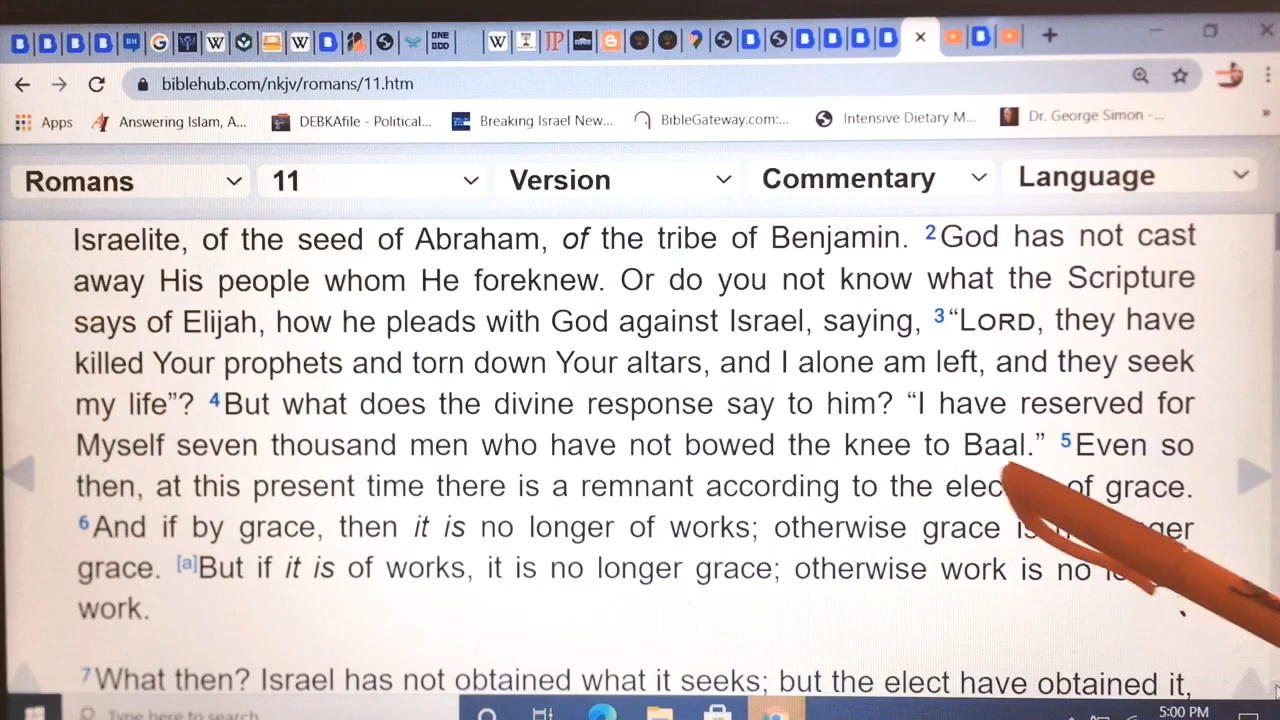 BH
G
W
W
ONE
GOD
W
JP
biblehub.com/nkjv/romans/11.htm
Apps
Answering Islam, A...
DEBKAfile - Political...
Breaking Israel New...
BibleGateway.com:...
Intensive Dietary M...
Dr. George Simon -...
Romans
11
Version
Commentary
Language
Israelite, of the seed of Abraham, of the tribe of Benjamin. 2God has not cast
away His people whom He foreknew. Or do you not know what the Scripture
says of Elijah, how he pleads with God against Israel, saying, 3“LORD, they have
killed Your prophets and torn down Your altars, and I alone am left, and they seek
my life”? 4But what does the divine response say to him? “I have reserved for
Myself seven thousand men who have not bowed the knee to Baal.” 5Even so
then, at this present time there is a remnant according to the elec of grace.
6And if by grace, then it is no longer of works; otherwise grace is
grace. [a]But if it is of works, it is no longer grace; otherwise work is no
work.
7What then? Israel has not obtained what it seeks; but the elect have obtained it,
Type here to search
5:00 PM